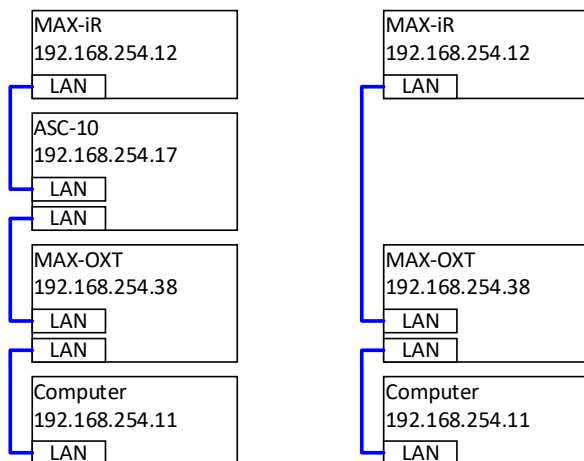 MAX-iR
192.168.254.12
LAN
ASC-10
192.168.254.17
LAN
LAN
MAX-OXT
192.168.254.38
LAN
LAN
Computer
192.168.254.11
LAN
MAX-iR
192.168.254.12
LAN
MAX-OXT
192.168.254.38
LAN
LAN
Computer
192.168.254.11
LAN